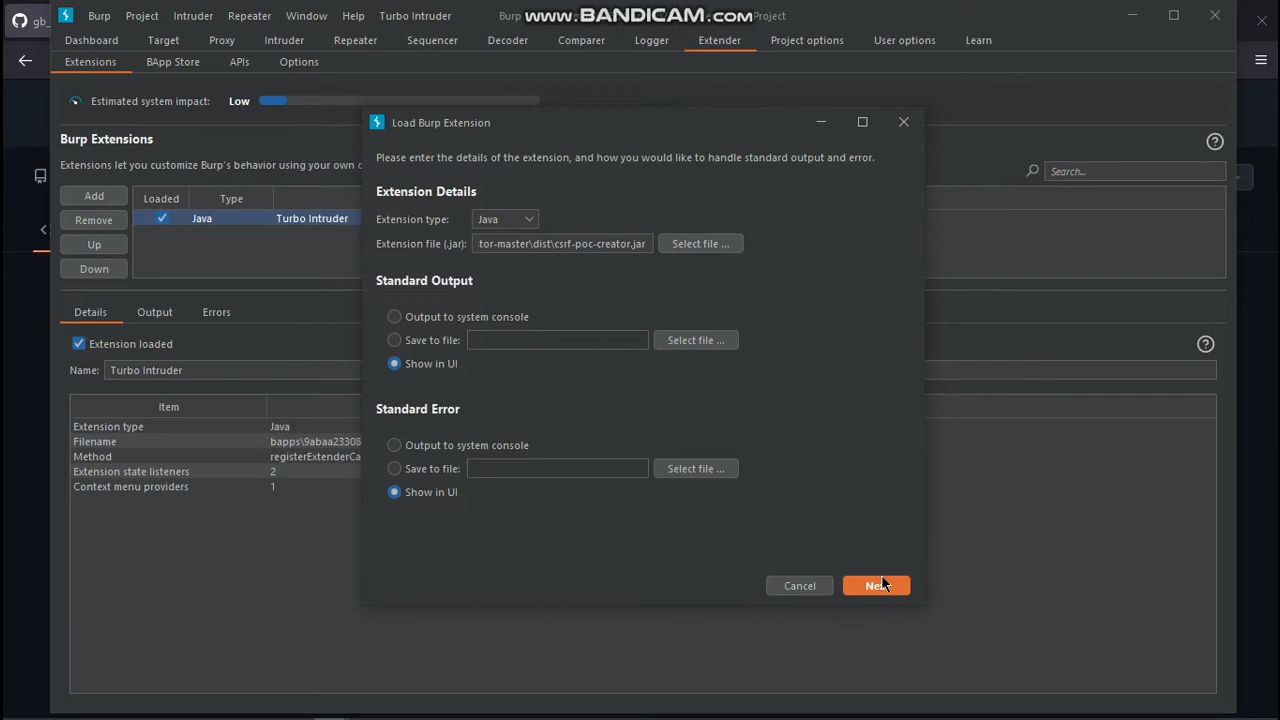 gb_
Burp Project Intruder Repeater Window Help Turbo Intruder Burp www.BANDICAM.com Project
Dashboard Target Proxy Intruder Repeater Sequencer Decoder Comparer Logger Extender Project options User options Learn
Extensions BApp Store APIs Options
Estimated system impact: Low
Load Burp Extension
Burp Extensions
Extensions let you customize Burp's behavior using your own c
Search...
Please enter the details of the extension, and how you would like to handle standard output and error.
Add
Remove
Up
Down
Loaded Type
Java Turbo Intruder
Extension Details
Extension type: Java
Extension file (.jar): tor-master\dist\csrf-poc-creator.jar Select file ...
Standard Output
Output to system console
Save to file: Select file ...
Show in UI
Standard Error
Output to system console
Save to file: Select file ...
Show in UI
Cancel
Details Output Errors
Extension loaded
Name: Turbo Intruder
Item
Extension type Java
Filename bapps\9abaa23308
Method registerExtenderCa
Extension state listeners 2
Context menu providers 1